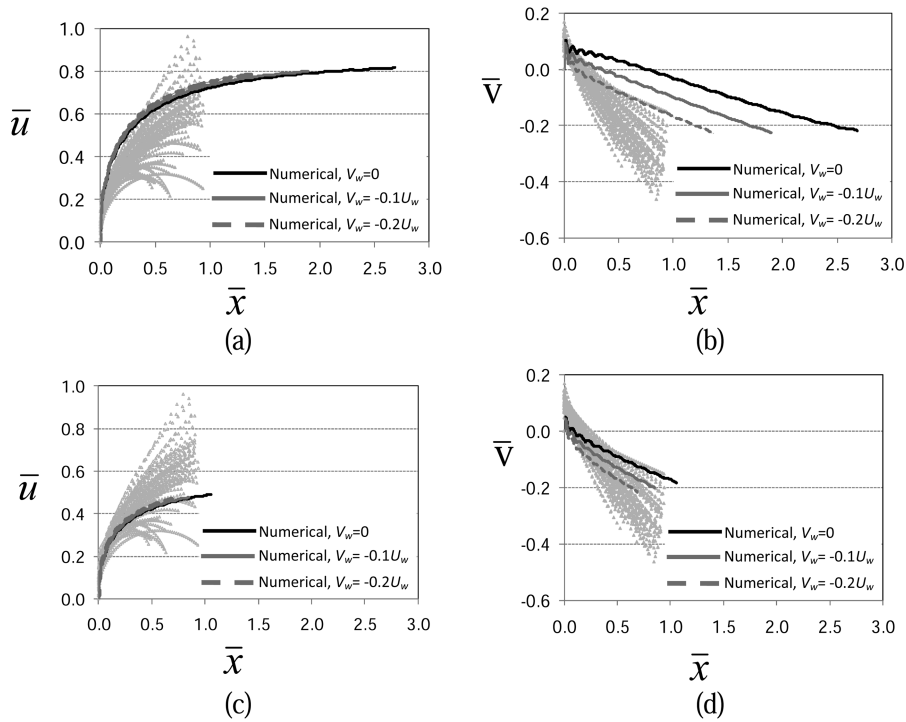 1.0
0.8
0.6
0.4
0.2
0.0
u̅
Numerical, Vw=0
Numerical, Vw= -0.1Uw
Numerical, Vw= -0.2Uw
0.0 0.5 1.0 1.5 2.0 2.5 3.0
x̅
(a)
0.2
0.0
-0.2
-0.4
-0.6
v̅
Numerical, Vw=0
Numerical, Vw= -0.1Uw
Numerical, Vw= -0.2Uw
0.0 0.5 1.0 1.5 2.0 2.5 3.0
x̅
(b)
1.0
0.8
0.6
0.4
0.2
0.0
u̅
Numerical, Vw=0
Numerical, Vw= -0.1Uw
Numerical, Vw= -0.2Uw
0.0 0.5 1.0 1.5 2.0 2.5 3.0
x̅
(c)
0.2
0.0
-0.2
-0.4
-0.6
v̅
Numerical, Vw=0
Numerical, Vw= -0.1Uw
Numerical, Vw= -0.2Uw
0.0 0.5 1.0 1.5 2.0 2.5 3.0
x̅
(d)